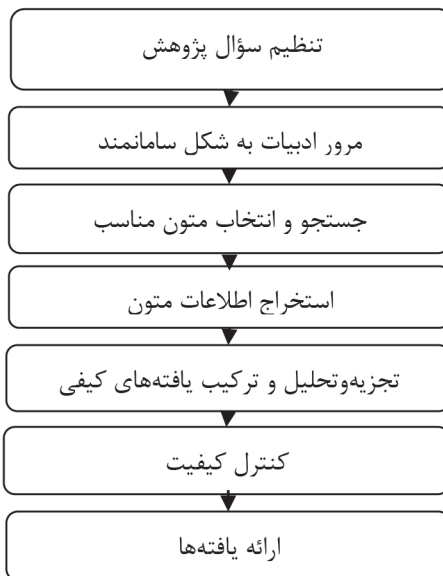 تنظیم سؤال پژوهش
مرور ادبیات به شکل سامانمند
جستجو و انتخاب متون مناسب
استخراج اطلاعات متون
تجزیه‌وتحلیل و ترکیب یافته‌های کیفی
کنترل کیفیت
ارائه یافته‌ها